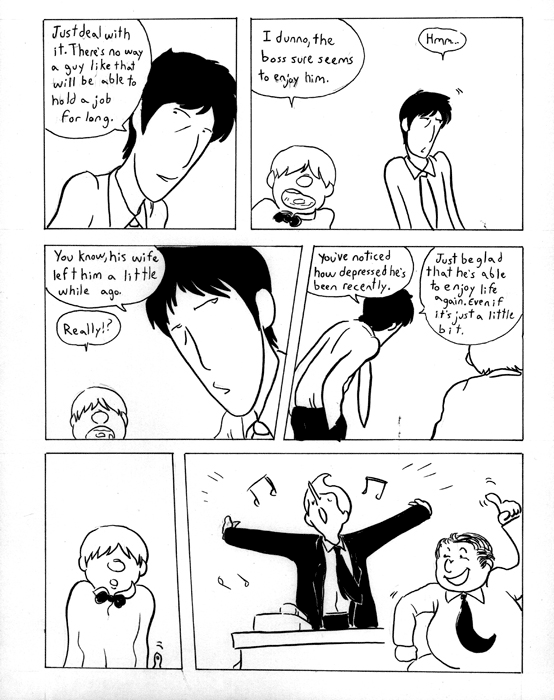 Just deal with
it. There's no way
a guy like that
will be able to
hold a job
for long.
I dunno, the
boss sure seems
to enjoy him.
Hmm..
You know, his wife
left him a little
while ago.
Really!?
You've noticed
how depressed he's
been recently.
Just be glad
that he's able
to enjoy life
again. Even if
it's just a little
bit.